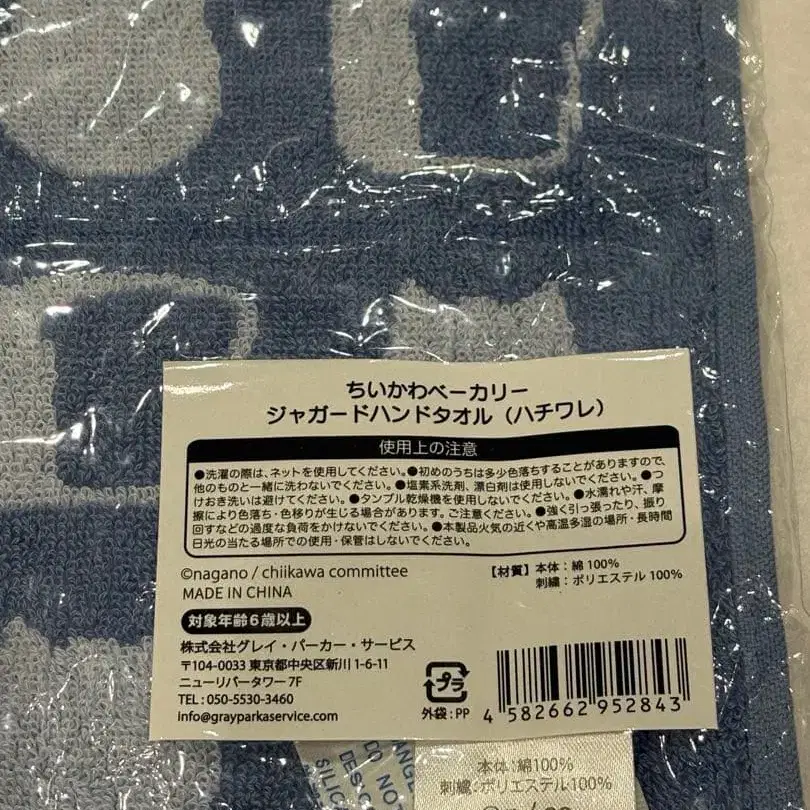 ちいかわベーカリー
ジャガードハンドタオル（ハチワレ）
使用上の注意
●洗濯の際は、ネットを使用してください。●初めのうちは多少色落ちすることがありますので、
他のものと一緒に洗わないでください。●塩素系洗剤、漂白剤は使用しないでください。●つ
けおき洗いは避けてください。●タンブル乾燥機を使用しないでください。●水濡れや汗、摩
擦により色落ち・色移りが生じる場合があります。ご注意ください。●強く引っ張ったり、振り
回すなどの過度な負荷をかけないでください。●本製品火気の近くや高温多湿の場所・長時間
日光の当たる場所での使用・保管はしないでください。
©nagano / chiikawa committee
MADE IN CHINA
【材質】本体：綿 100%
刺繍：ポリエステル 100%
対象年齢6歳以上
株式会社グレイ・パーカー・サービス
〒104-0033 東京都中央区新川 1-6-11
ニューリバータワー 7F
TEL : 050-5530-3460
info@grayparkaservice.com
プラ
外袋 : PP
4 582662 952843
本体：綿100%
刺繍：ポリエステル100%
DO NOT